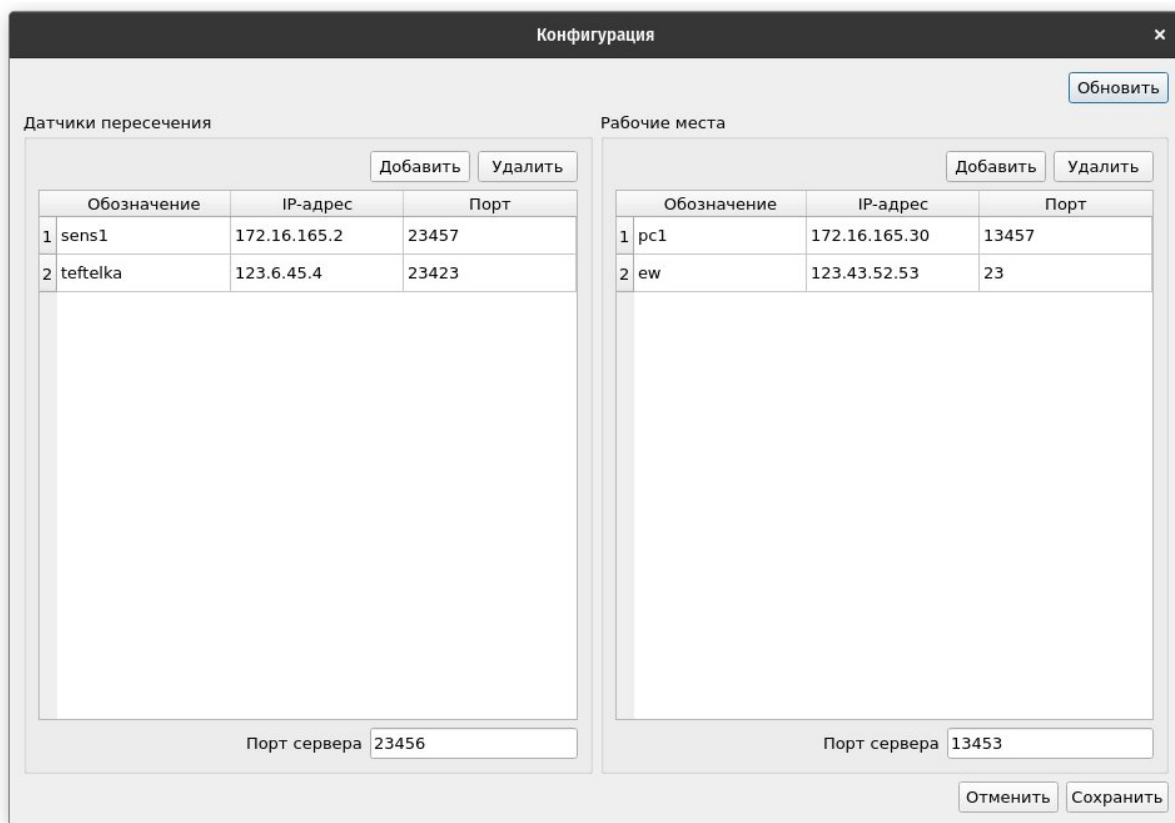 Конфигурация ×
Обновить
Датчики пересечения
Добавить Удалить
Обозначение IP-адрес Порт
1 sens1 172.16.165.2 23457
2 teftelka 123.6.45.4 23423
Порт сервера 23456
Рабочие места
Добавить Удалить
Обозначение IP-адрес Порт
1 pc1 172.16.165.30 13457
2 ew 123.43.52.53 23
Порт сервера 13453
Отменить Сохранить